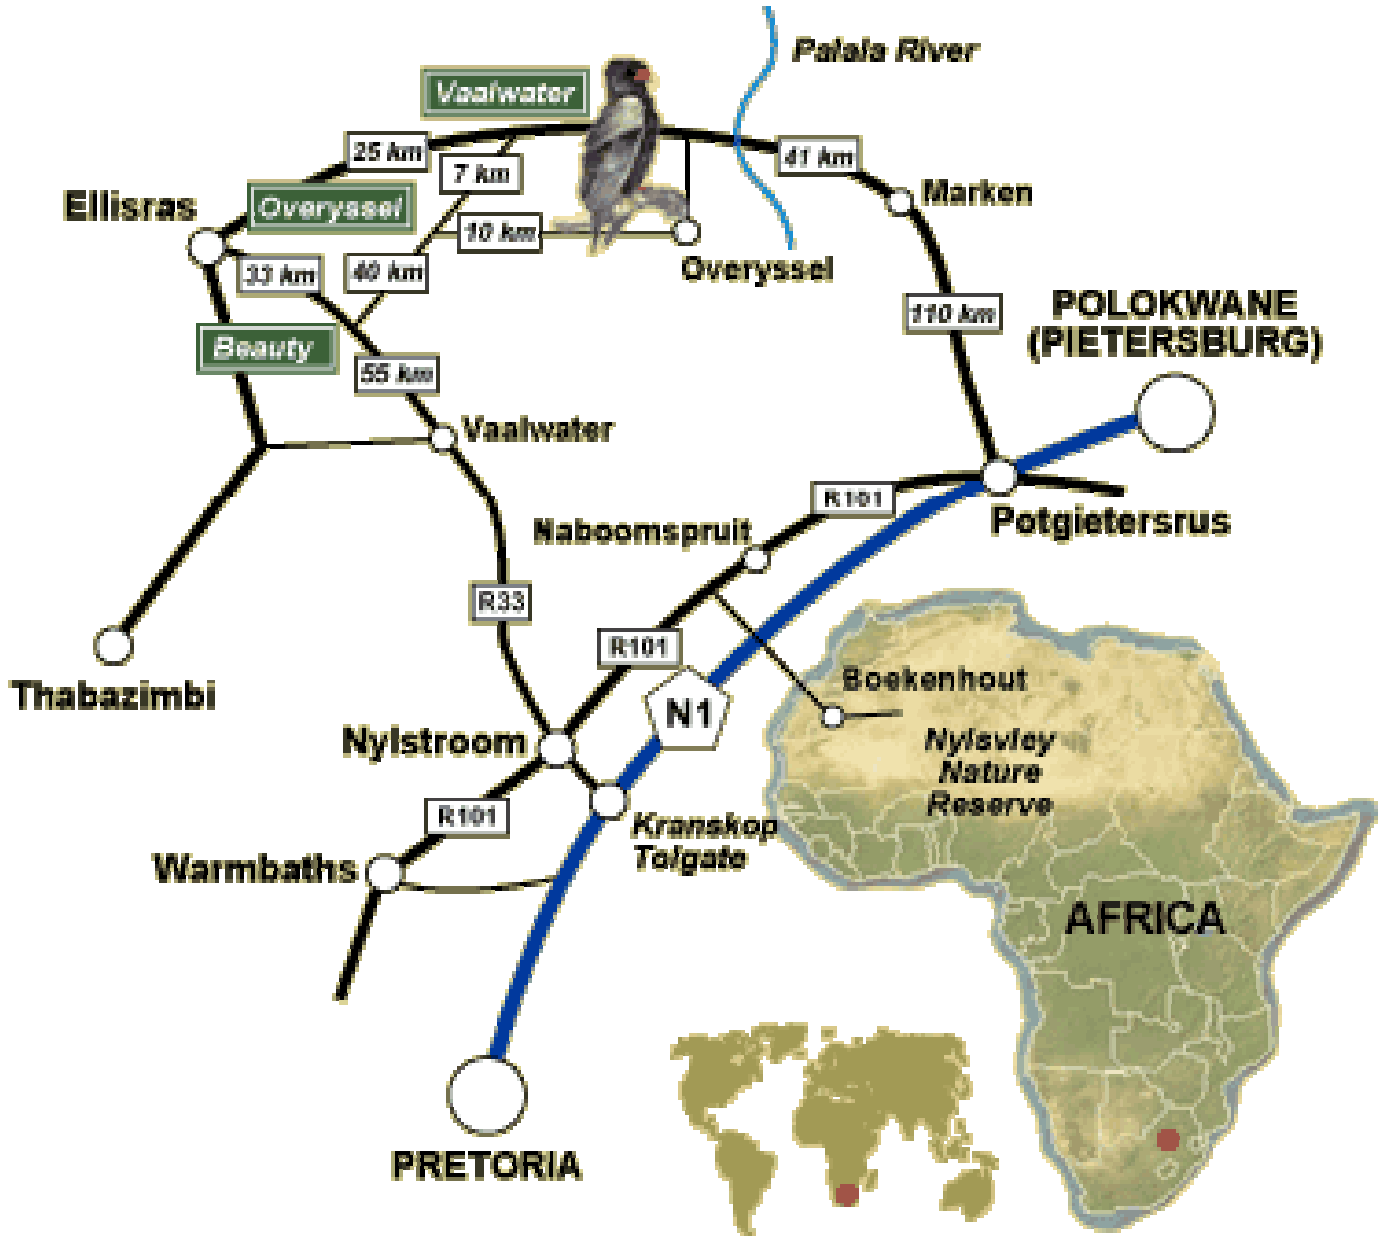 Palala River
Vaalwater
25 km
7 km
41 km
Marken
Ellisras
Overyssel
10 km
33 km
40 km
Overyssel
110 km
POLOKWANE
(PIETERSBURG)
Beauty
55 km
Vaalwater
R101
Naboomspruit
Potgietersrus
R33
R101
Boekenhout
Thabazimbi
N1
Nylstroom
Nylsvley
Nature
Reserve
R101
Kranskop
Tolgate
Warmbaths
AFRICA
PRETORIA